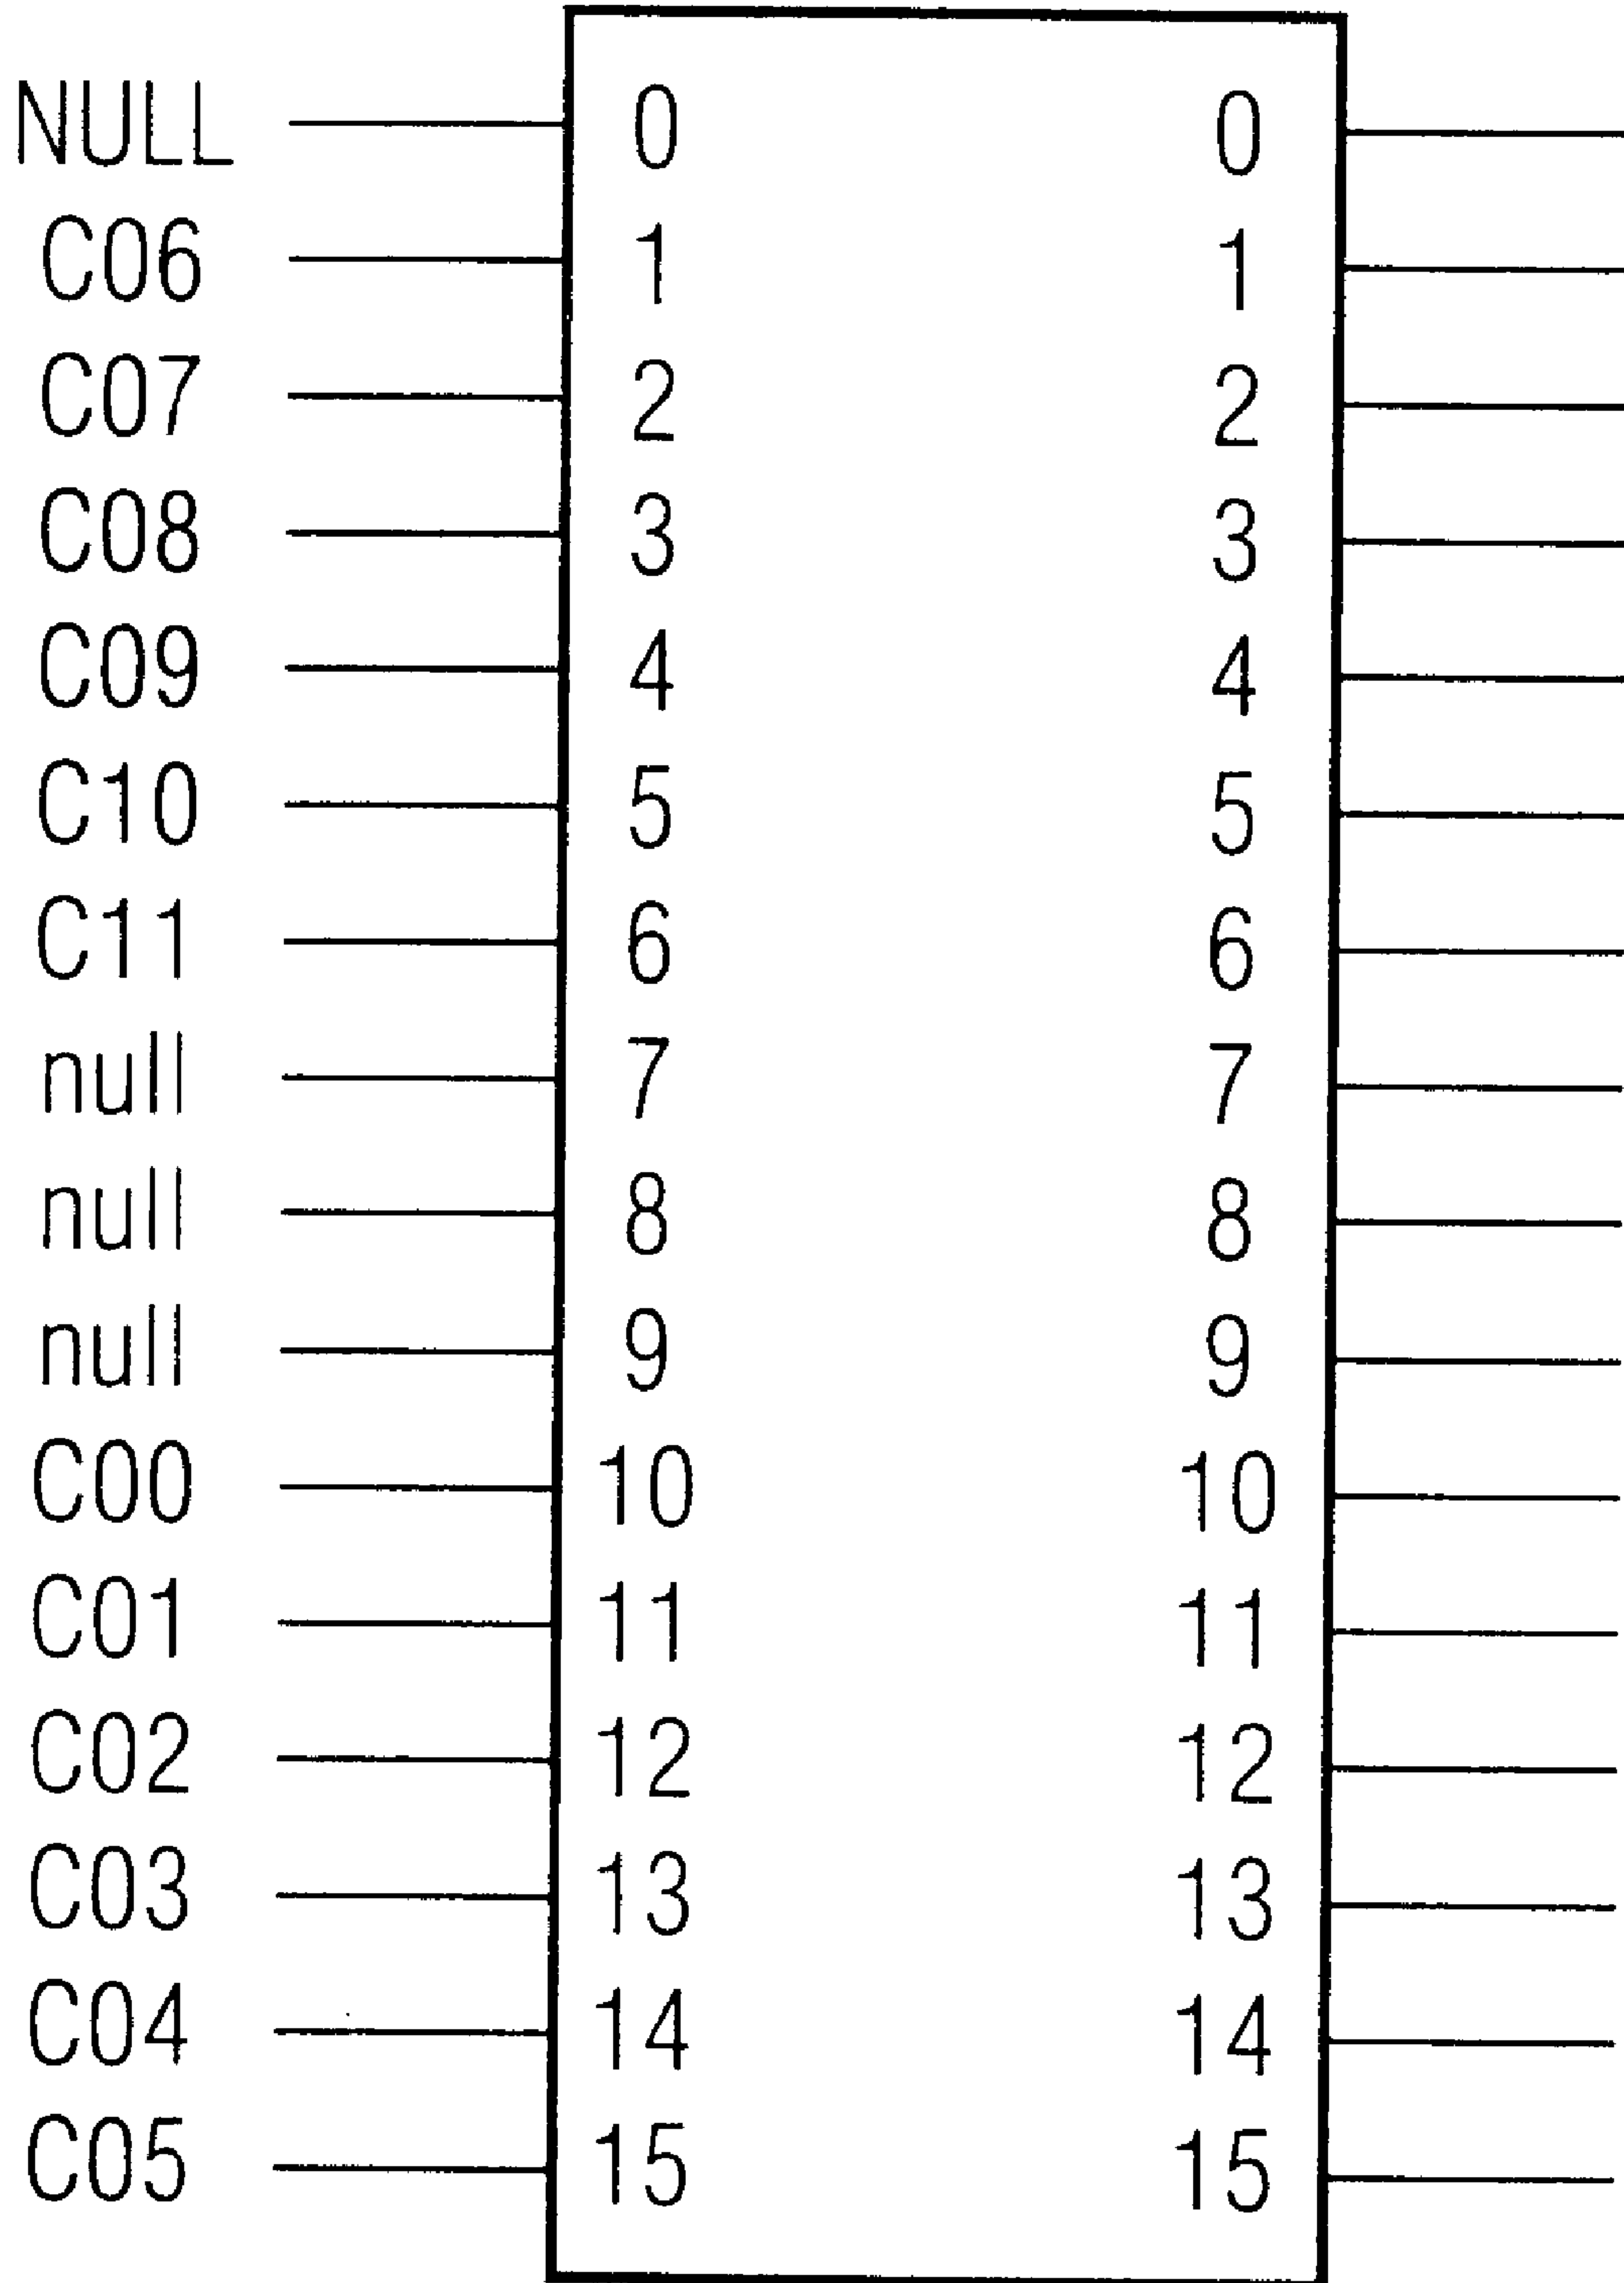 NULL 0 0
C06 1 1
C07 2 2
C08 3 3
C09 4 4
C10 5 5
C11 6 6
null 7 7
null 8 8
null 9 9
C00 10 10
C01 11 11
C02 12 12
C03 13 13
C04 14 14
C05 15 15